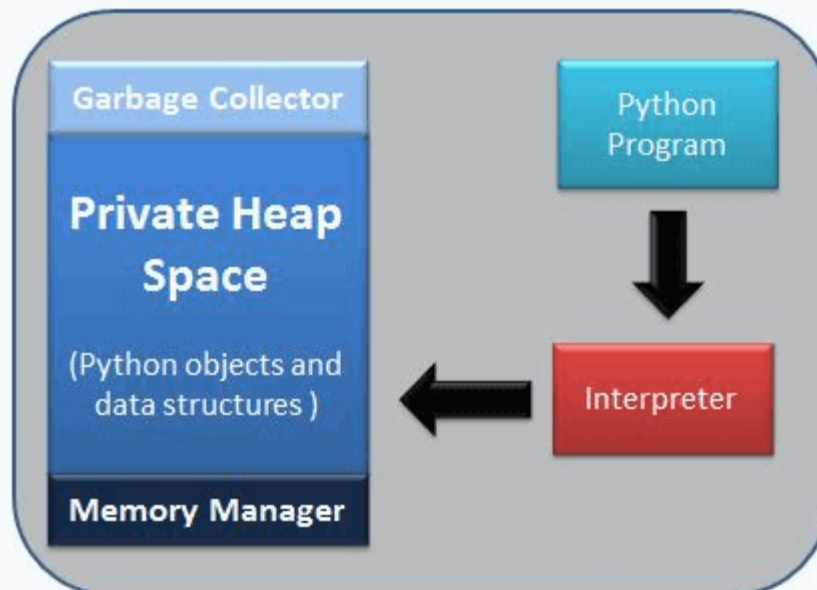 Garbage Collector
Private Heap
Space
(Python objects and
data structures )
Memory Manager
Python
Program
Interpreter